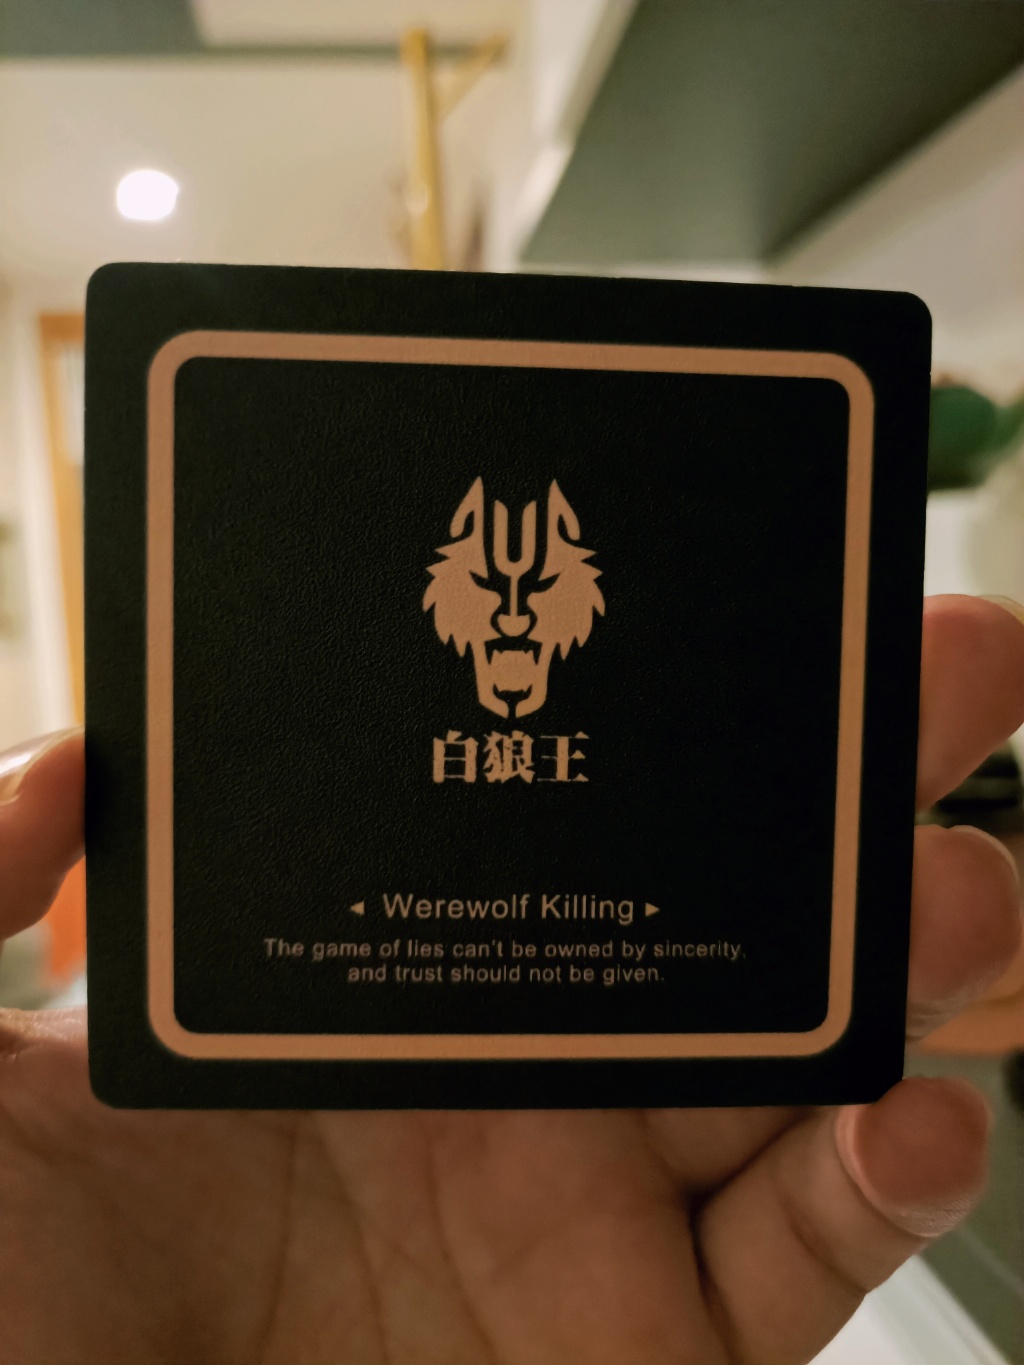 白狼王
◄ Werewolf Killing ►
The game of lies can't be owned by sincerity,
and trust should not be given.